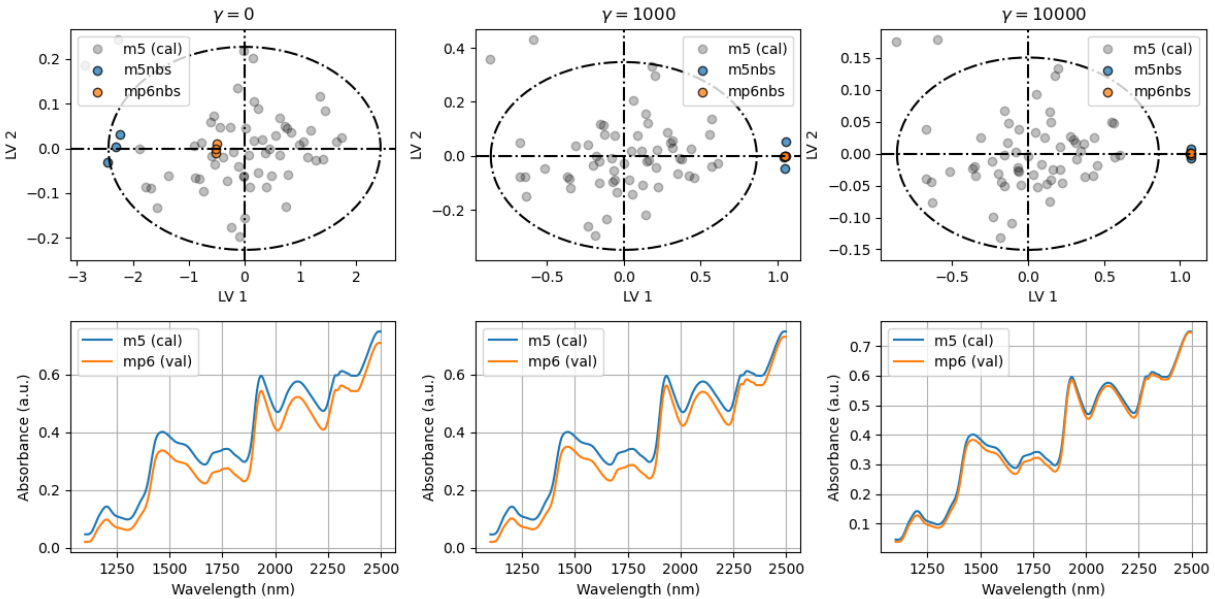 γ = 0
γ = 1000
γ = 10000
LV 2
0.2
0.1
0.0
−0.1
−0.2
m5 (cal)
m5nbs
mp6nbs
−3
−2
−1
0
1
2
LV 1
LV 2
0.4
0.2
0.0
−0.2
m5 (cal)
m5nbs
mp6nbs
−0.5
0.0
0.5
1.0
LV 1
LV 2
0.15
0.10
0.05
0.00
−0.05
−0.10
−0.15
m5 (cal)
m5nbs
mp6nbs
−0.5
0.0
0.5
1.0
LV 1
Absorbance (a.u.)
0.6
0.4
0.2
0.0
m5 (cal)
mp6 (val)
1250
1500
1750
2000
2250
2500
Wavelength (nm)
Absorbance (a.u.)
0.6
0.4
0.2
0.0
m5 (cal)
mp6 (val)
1250
1500
1750
2000
2250
2500
Wavelength (nm)
Absorbance (a.u.)
0.7
0.6
0.5
0.4
0.3
0.2
0.1
m5 (cal)
mp6 (val)
1250
1500
1750
2000
2250
2500
Wavelength (nm)